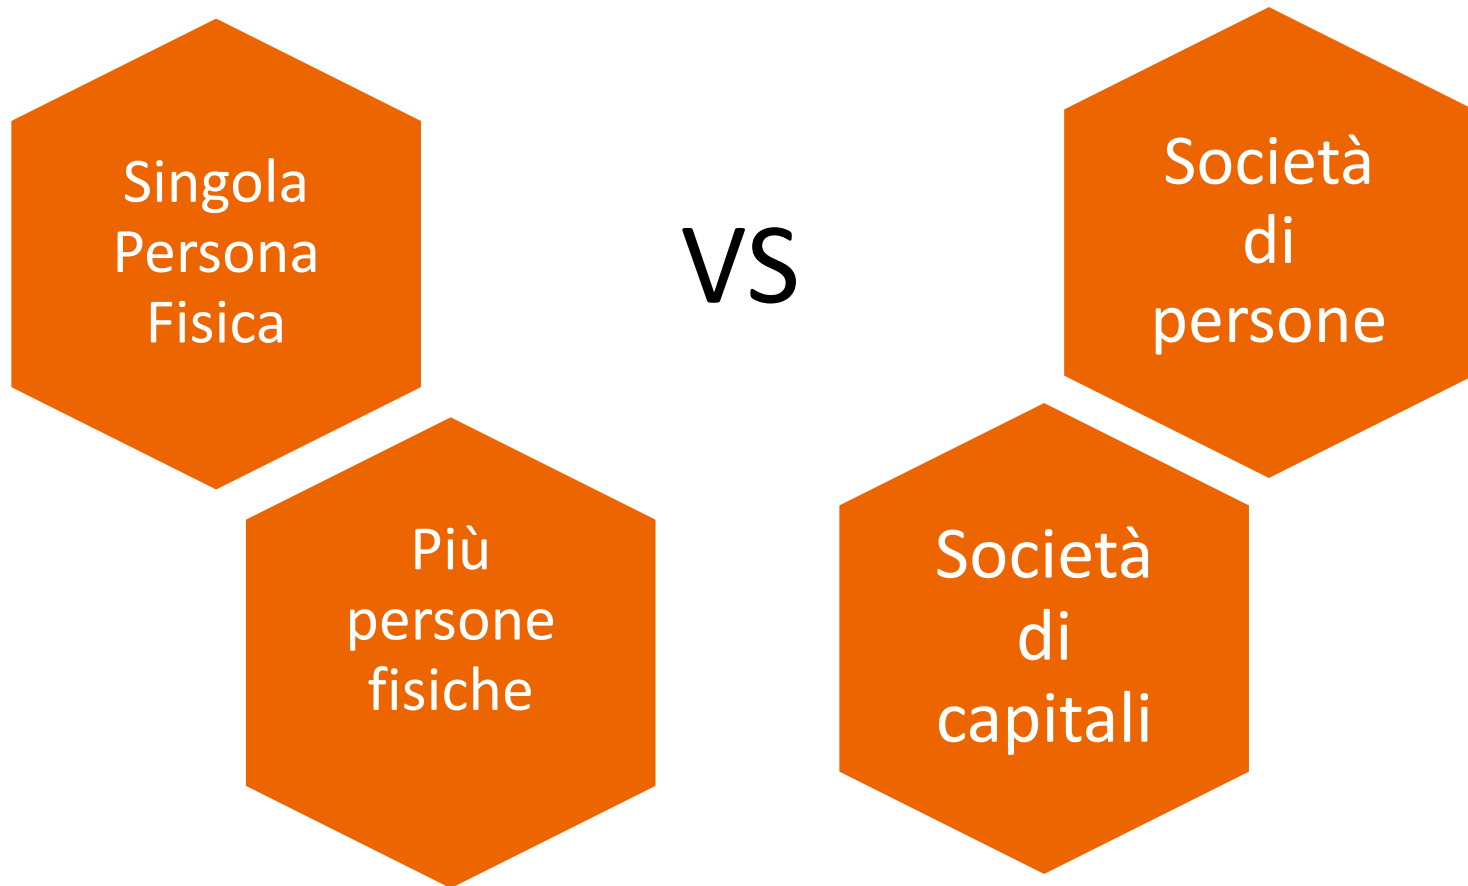 Singola
Persona
Fisica
Più
persone
fisiche
VS
Società
di
persone
Società
di
capitali